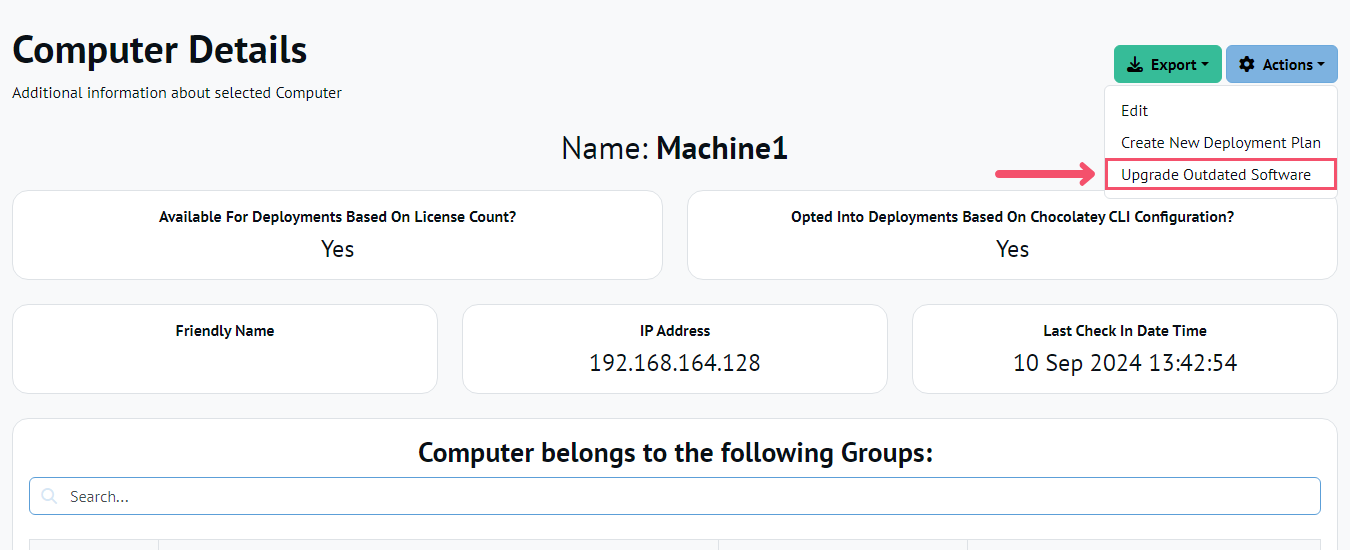 Computer Details
Additional information about selected Computer
Export
Actions
Edit
Create New Deployment Plan
Upgrade Outdated Software
Name: Machine1
Available For Deployments Based On License Count?
Yes
Opted Into Deployments Based On Chocolatey CLI Configuration?
Yes
Friendly Name
IP Address
192.168.164.128
Last Check In Date Time
10 Sep 2024 13:42:54
Computer belongs to the following Groups:
Search...